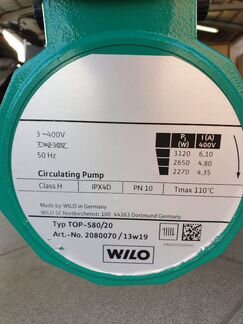 P₁ (W) I (A) 400V
3 ~400V
3 ~230V
50 Hz
3120 6,10
2650 4,80
2270 4,35
Circulating Pump
Class H IPX4D PN 10 Tmax 110°C
Made by WILO in Germany
WILO SE Nortkirchenstr.100 44263 Dortmund Germany
Typ TOP-S80/20
Art.-No. 2080070 /13w19
WILO